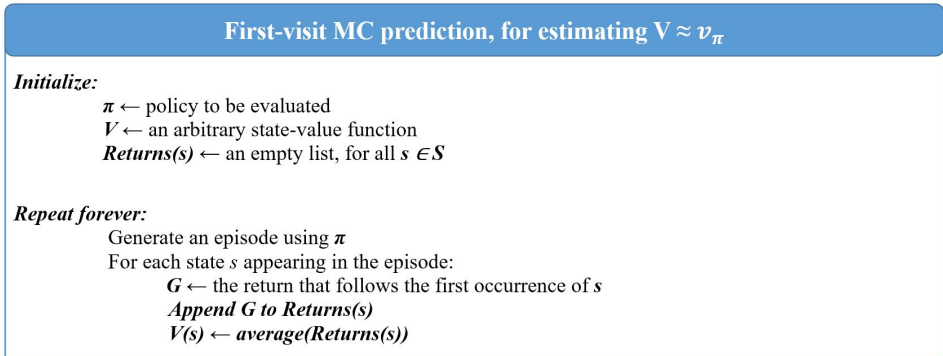 First-visit MC prediction, for estimating V ≈ v_π
Initialize:
π ← policy to be evaluated
V ← an arbitrary state-value function
Returns(s) ← an empty list, for all s ∈ S
Repeat forever:
Generate an episode using π
For each state s appearing in the episode:
G ← the return that follows the first occurrence of s
Append G to Returns(s)
V(s) ← average(Returns(s))